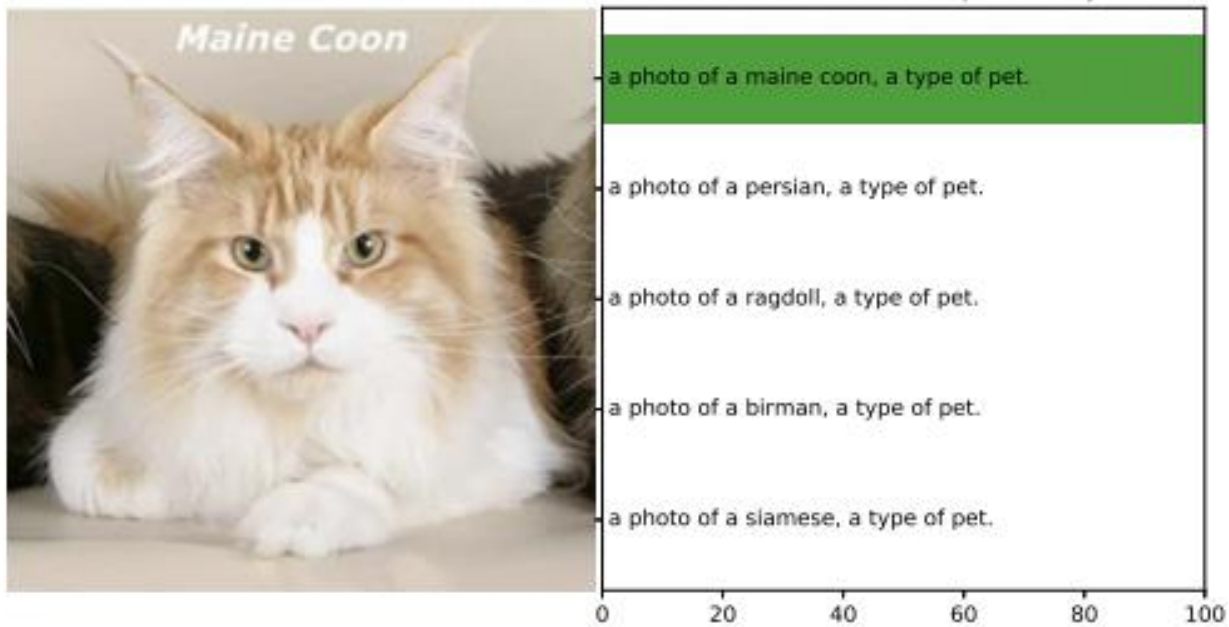 Maine Coon
a photo of a maine coon, a type of pet.
a photo of a persian, a type of pet.
a photo of a ragdoll, a type of pet.
a photo of a birman, a type of pet.
a photo of a siamese, a type of pet.
0 20 40 60 80 100